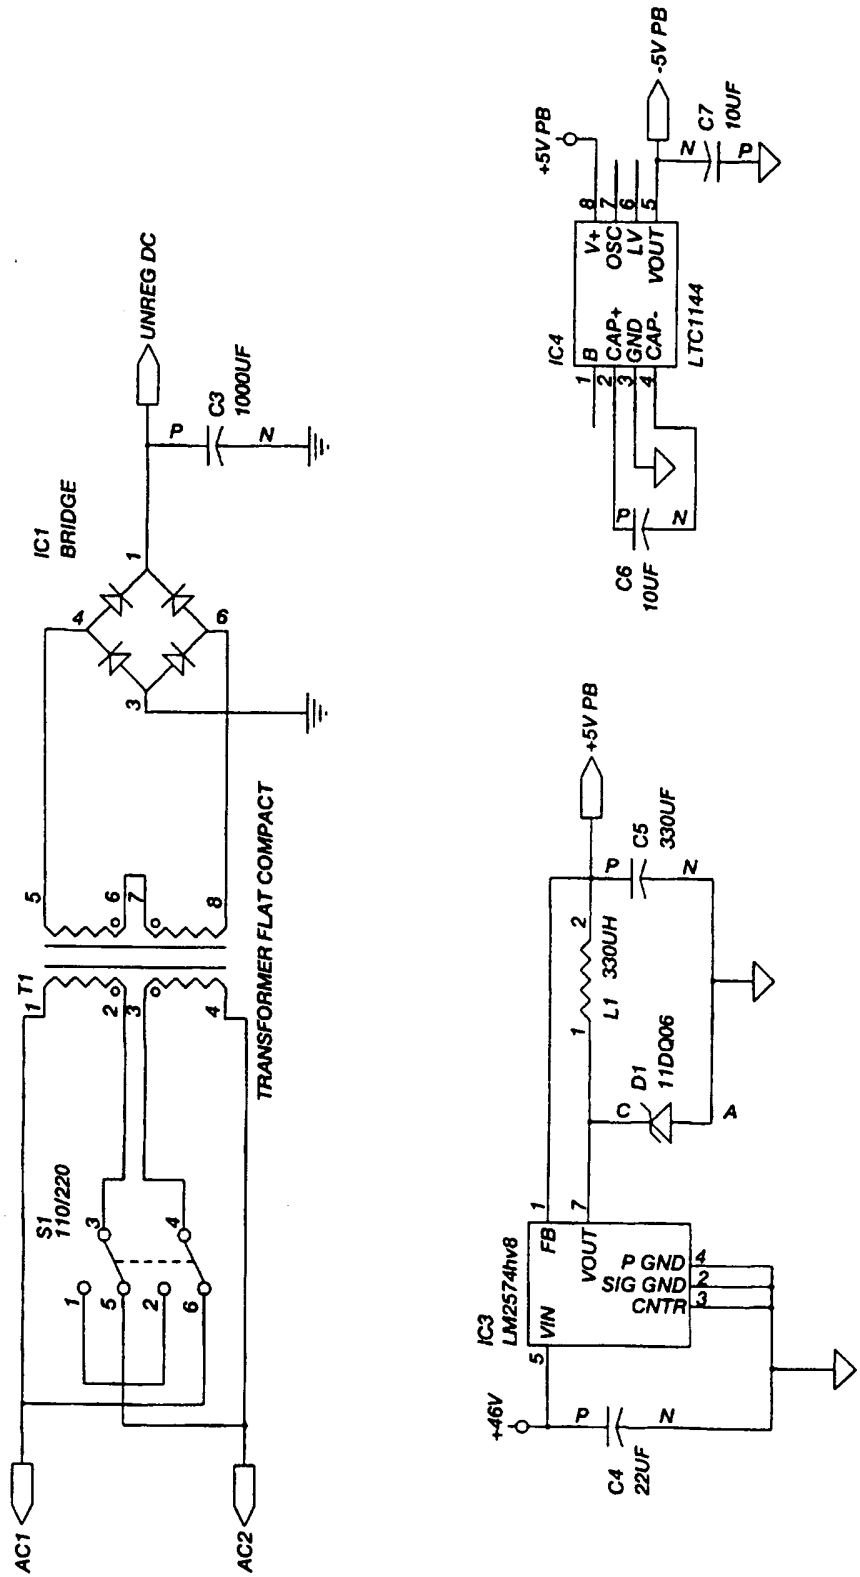 AC1
AC2
S1
110/220
1
5
2
6
3
4
T1
1
2
3
4
5
6
7
8
TRANSFORMER FLAT COMPACT
IC1
BRIDGE
4
1
3
6
UNREG DC
P
C3
1000UF
N
+46V
P
C4
22UF
N
IC3
LM2574hv8
5
VIN
FB
1
VOUT
7
P GND
4
SIG GND
2
CNTR
3
C
D1
11DQ06
A
1
2
L1
330UH
P
C5
330UF
N
+5V PB
C6
10UF
P
N
IC4
1
B
2
CAP+
3
GND
4
CAP-
V+
8
OSC
7
LV
6
VOUT
5
LTC1144
+5V PB
-5V PB
N
C7
10UF
P